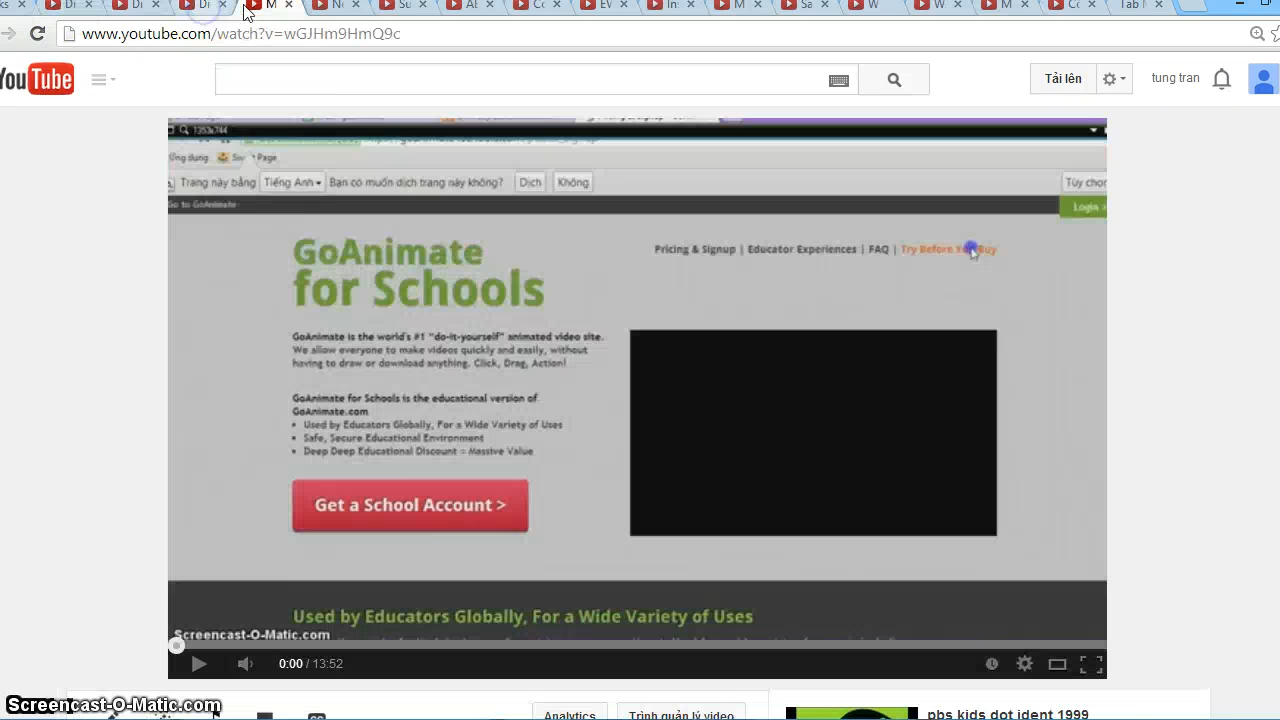 www.youtube.com/watch?v=wGJHm9HmQ9c
YouTube
Tải lên
tung tran
1353x744
Page
Trang này bằng Tiếng Anh Bạn có muốn dịch trang này không? Dịch Không Tùy chọn
Go to GoAnimate
Login >
GoAnimate
for Schools
Pricing & Signup | Educator Experiences | FAQ | Try Before You Buy
GoAnimate is the world's #1 "do-it-yourself" animated video site.
We allow everyone to make videos quickly and easily, without
having to draw or download anything. Click, Drag, Action!
GoAnimate for Schools is the educational version of
GoAnimate.com
• Used by Educators Globally, For a Wide Variety of Uses
• Safe, Secure Educational Environment
• Deep Deep Educational Discount = Massive Value
Get a School Account >
Used by Educators Globally, For a Wide Variety of Uses
Screencast-O-Matic.com
0:00 / 13:52
Screencast-O-Matic.com
Analytics
Trình quản lý video
pbs kids dot ident 1999